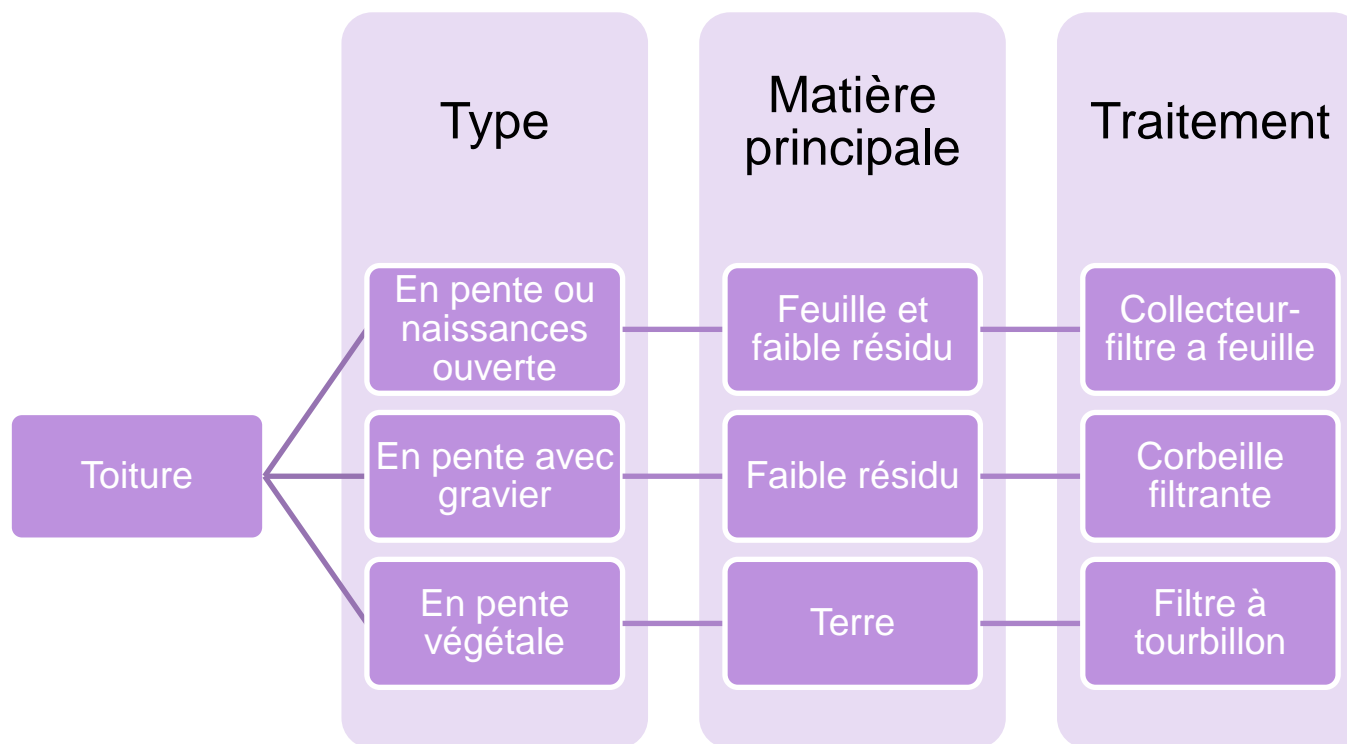 Type
Matière
principale
Traitement
Toiture
En pente ou
naissances
ouverte
Feuille et
faible résidu
Collecteur-
filtre a feuille
En pente avec
gravier
Faible résidu
Corbeille
filtrante
En pente
végétale
Terre
Filtre à
tourbillon